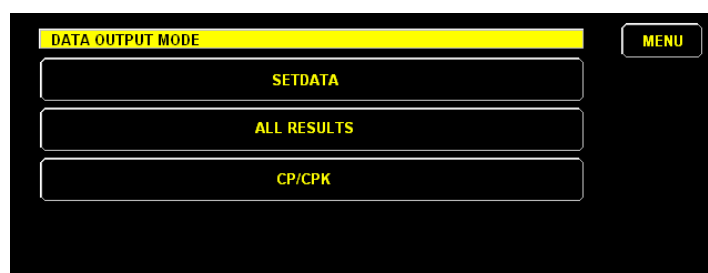 DATA OUTPUT MODE
MENU
SETDATA
ALL RESULTS
CP/CPK